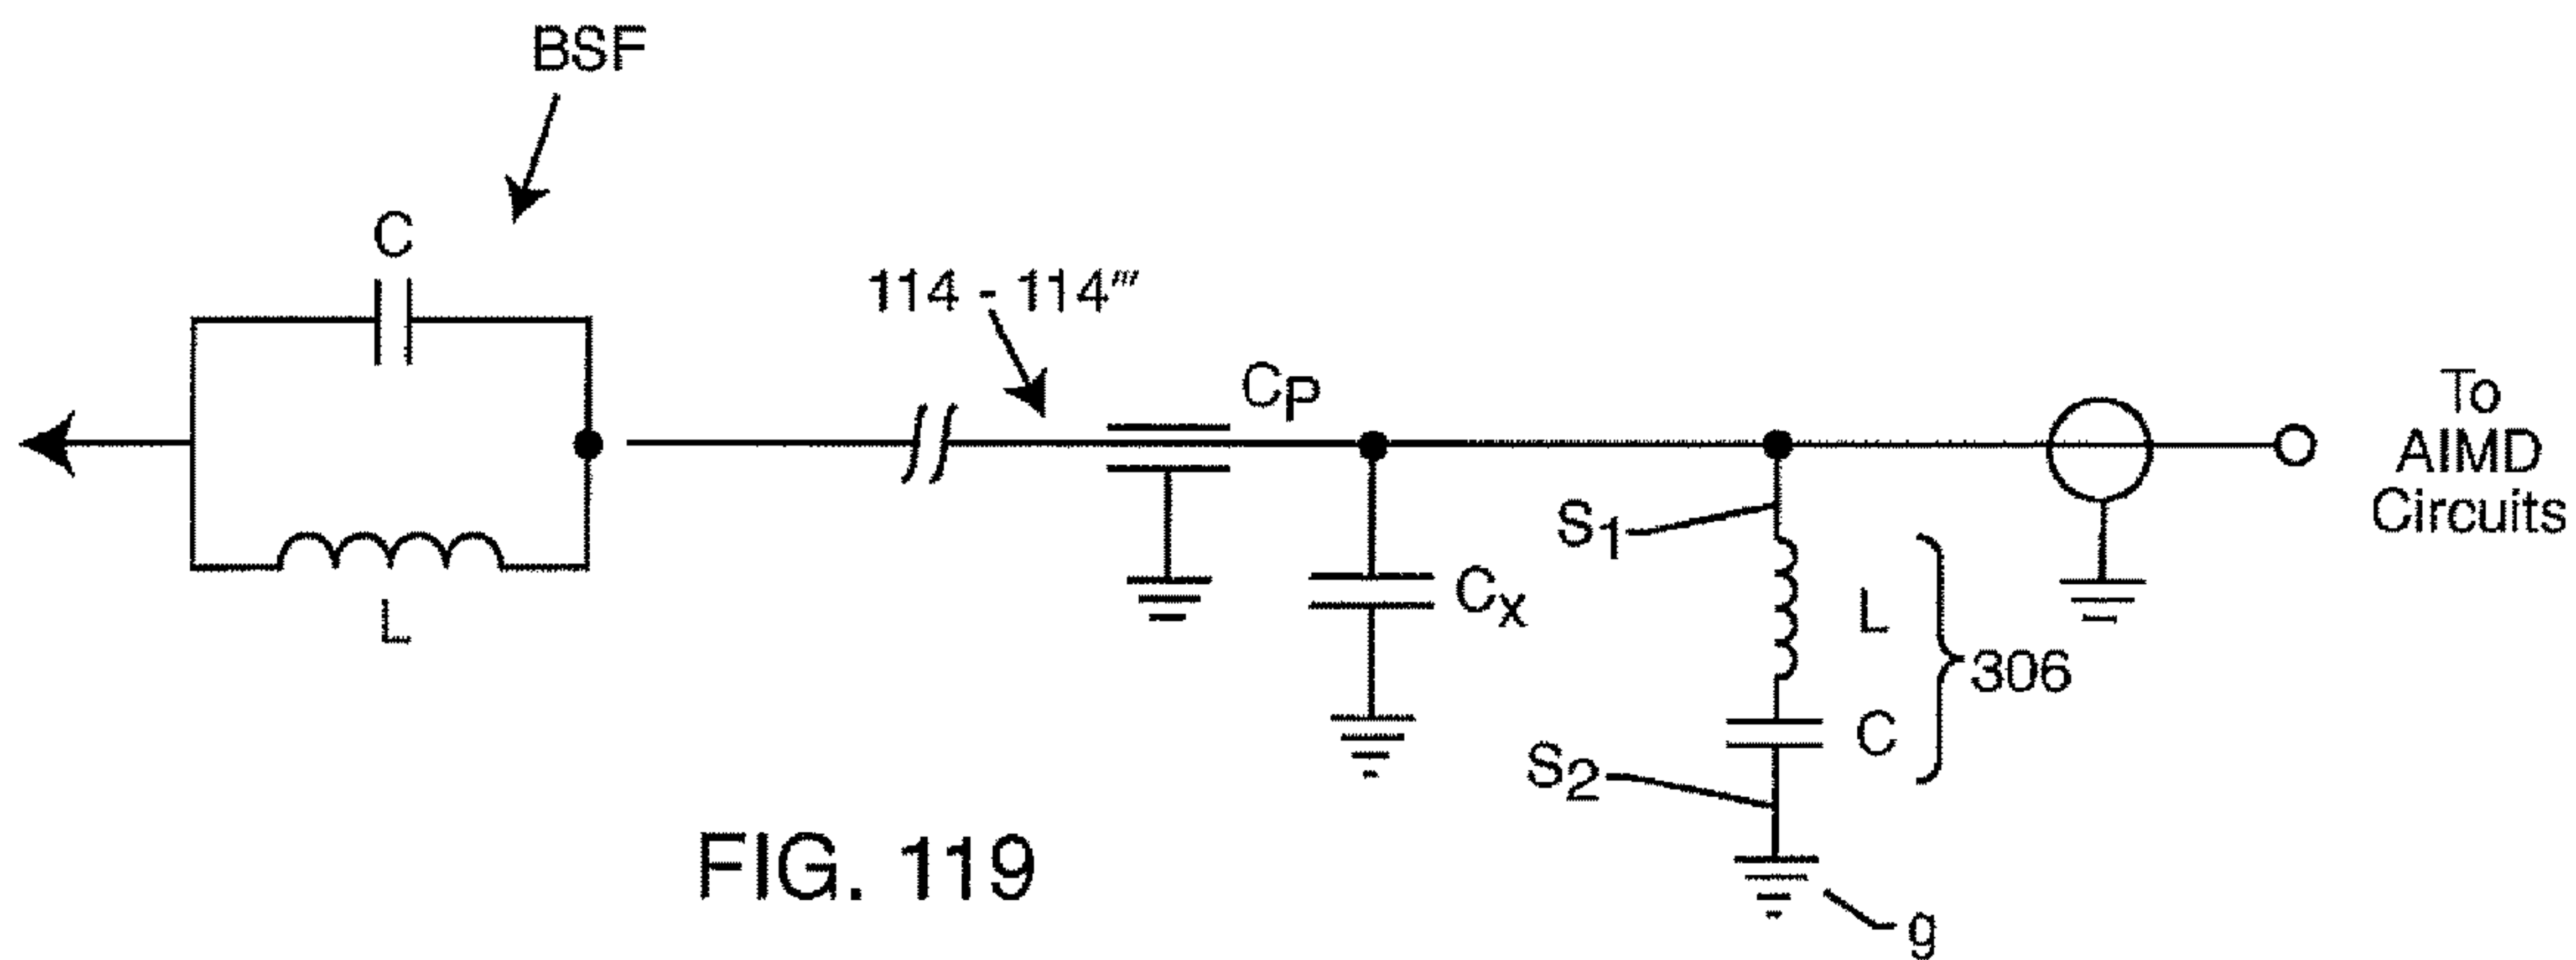 BSF
C
L
114 - 114‴
CP
Cx
S1
L
C
306
S2
g
To
AIMD
Circuits
FIG. 119